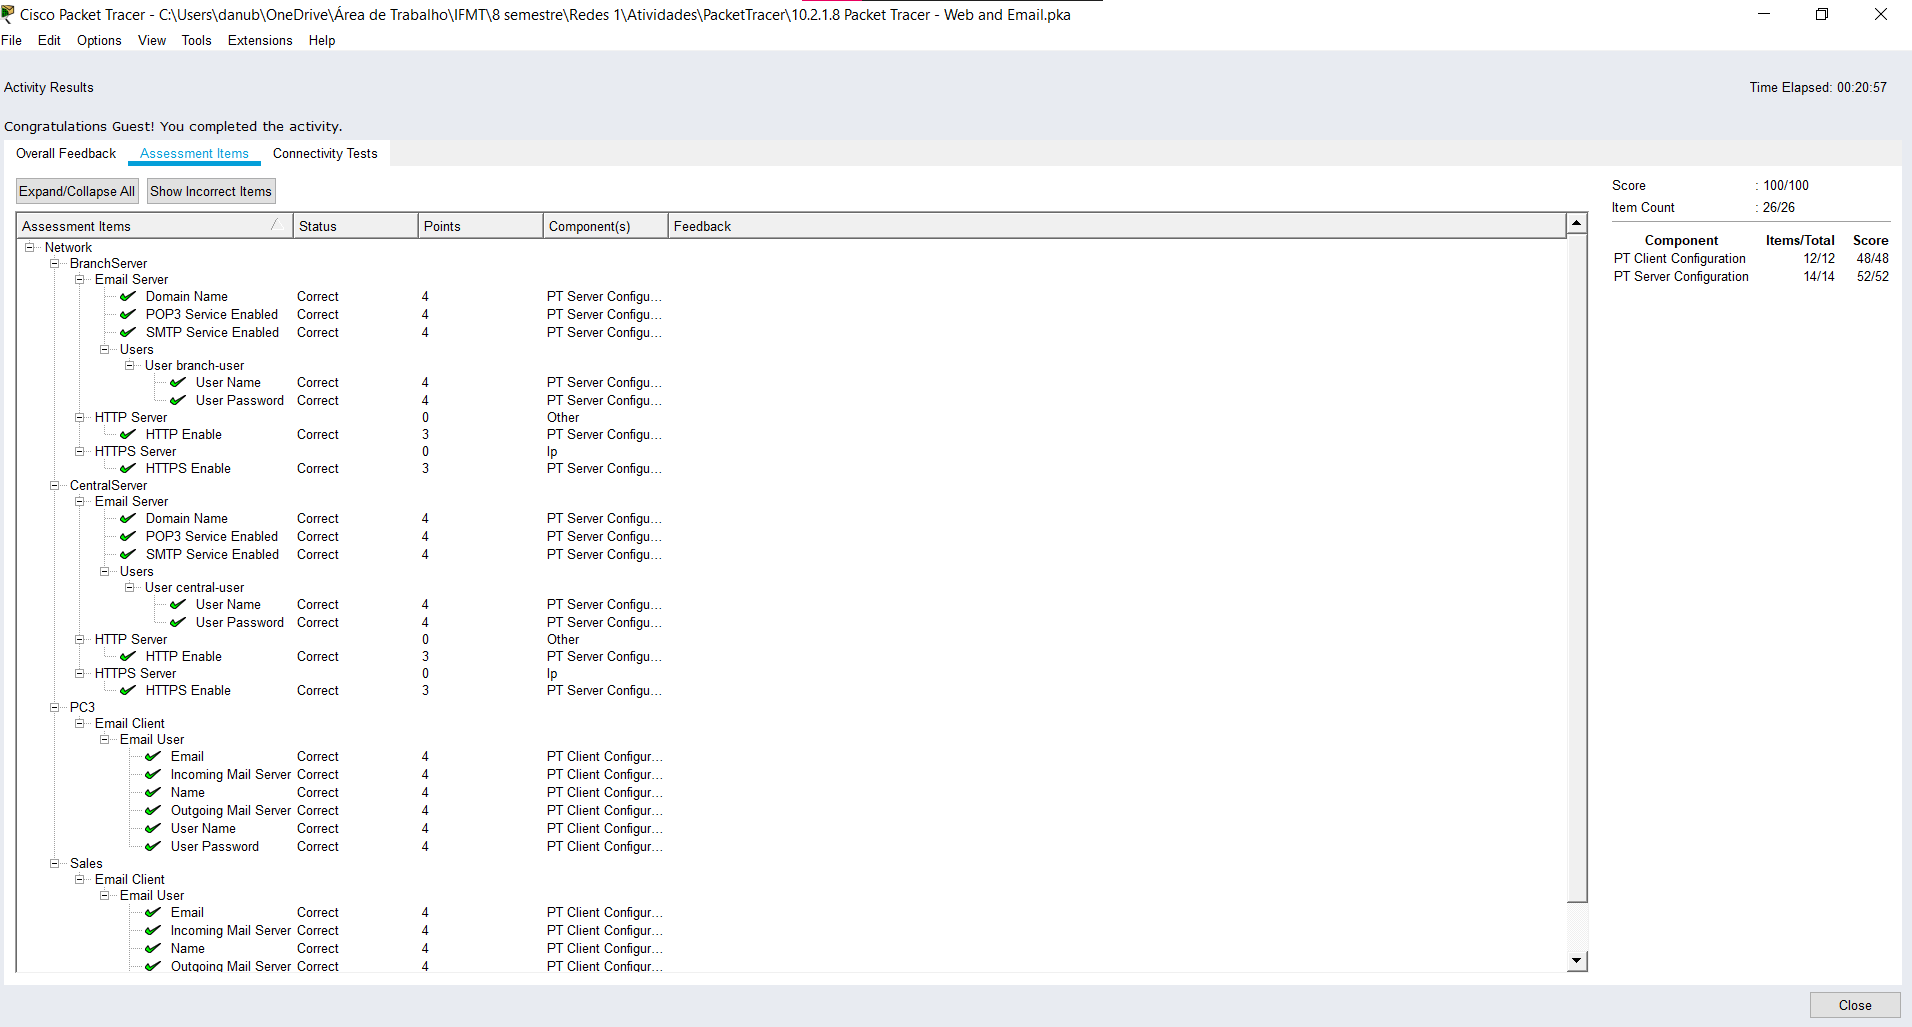 Cisco Packet Tracer - C:\Users\danub\OneDrive\Área de Trabalho\IFMT\8 semestre\Redes 1\Atividades\PacketTracer\10.2.1.8 Packet Tracer - Web and Email.pka
File Edit Options View Tools Extensions Help
Activity Results
Time Elapsed: 00:20:57
Congratulations Guest! You completed the activity.
Overall Feedback Assessment Items Connectivity Tests
Expand/Collapse All Show Incorrect Items
Assessment Items Status Points Component(s) Feedback
Network
BranchServer
Email Server
Domain Name Correct 4 PT Server Configu...
POP3 Service Enabled Correct 4 PT Server Configu...
SMTP Service Enabled Correct 4 PT Server Configu...
Users
User branch-user
User Name Correct 4 PT Server Configu...
User Password Correct 4 PT Server Configu...
HTTP Server 0 Other
HTTP Enable Correct 3 PT Server Configu...
HTTPS Server 0 Ip
HTTPS Enable Correct 3 PT Server Configu...
CentralServer
Email Server
Domain Name Correct 4 PT Server Configu...
POP3 Service Enabled Correct 4 PT Server Configu...
SMTP Service Enabled Correct 4 PT Server Configu...
Users
User central-user
User Name Correct 4 PT Server Configu...
User Password Correct 4 PT Server Configu...
HTTP Server 0 Other
HTTP Enable Correct 3 PT Server Configu...
HTTPS Server 0 Ip
HTTPS Enable Correct 3 PT Server Configu...
PC3
Email Client
Email User
Email Correct 4 PT Client Configur...
Incoming Mail Server Correct 4 PT Client Configur...
Name Correct 4 PT Client Configur...
Outgoing Mail Server Correct 4 PT Client Configur...
User Name Correct 4 PT Client Configur...
User Password Correct 4 PT Client Configur...
Sales
Email Client
Email User
Email Correct 4 PT Client Configur...
Incoming Mail Server Correct 4 PT Client Configur...
Name Correct 4 PT Client Configur...
Outgoing Mail Server Correct 4 PT Client Configur...
Score : 100/100
Item Count : 26/26
Component Items/Total Score
PT Client Configuration 12/12 48/48
PT Server Configuration 14/14 52/52
Close